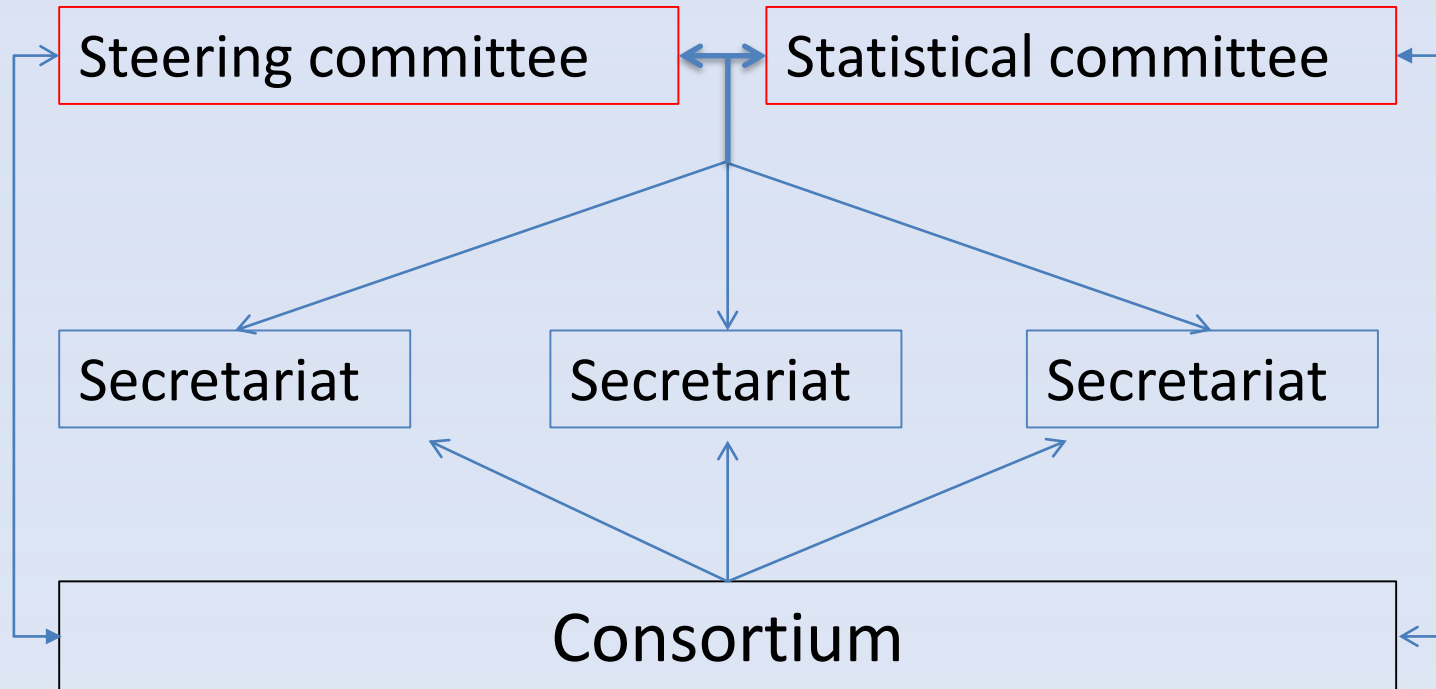 Steering committee
Statistical committee
Secretariat
Secretariat
Secretariat
Consortium